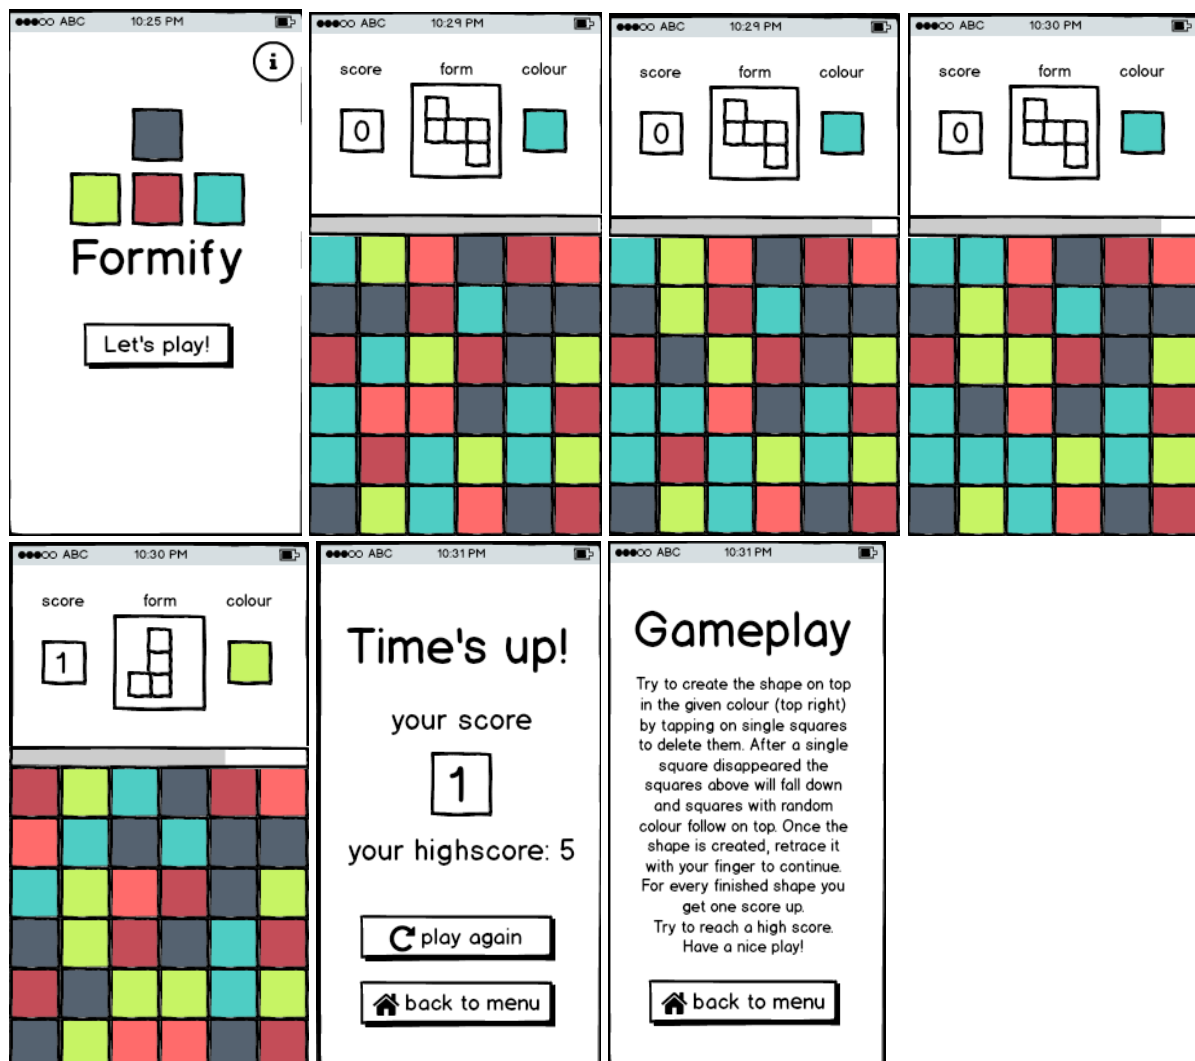 ABC 10:25 PM
i
Formify
Let's play!
ABC 10:29 PM
score form colour
0
ABC 10:29 PM
score form colour
0
ABC 10:30 PM
score form colour
0
ABC 10:30 PM
score form colour
1
ABC 10:31 PM
Time's up!
your score
1
your highscore: 5
play again
back to menu
ABC 10:31 PM
Gameplay
Try to create the shape on top
in the given colour (top right)
by tapping on single squares
to delete them. After a single
square disappeared the
squares above will fall down
and squares with random
colour follow on top. Once the
shape is created, retrace it
with your finger to continue.
For every finished shape you
get one score up.
Try to reach a high score.
Have a nice play!
back to menu